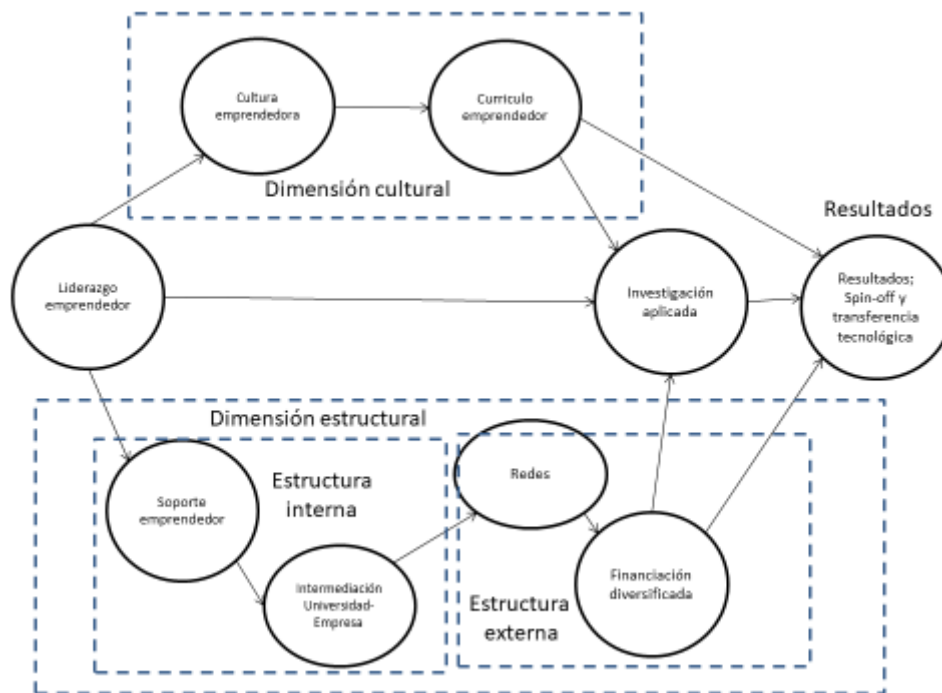 Cultura
emprendedora
Curriculo
emprendedor
Dimensión cultural
Resultados
Liderazgo
emprendedor
Investigación
aplicada
Resultados;
Spin-off y
transferencia
tecnológica
Dimensión estructural
Estructura
interna
Soporte
emprendedor
Redes
Intermediación
Universidad-
Empresa
Financiación
diversificada
Estructura
externa